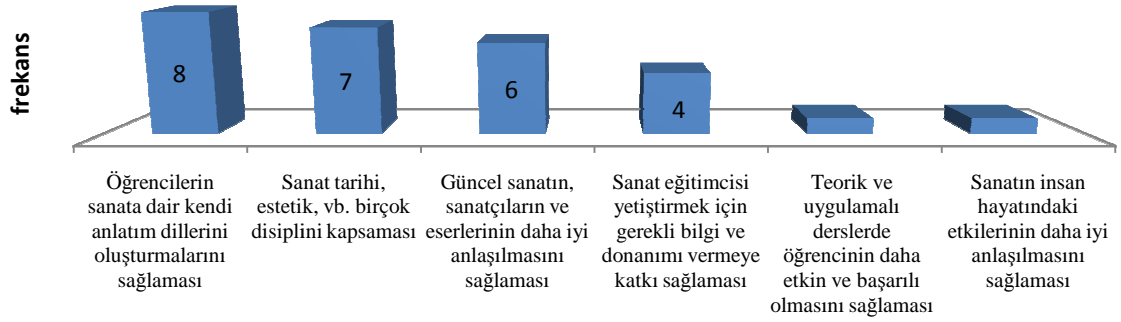 frekans
8
7
6
4
Öğrencilerin
sanata dair kendi
anlatım dillerini
oluşturmalarını
sağlaması
Sanat tarihi,
estetik, vb. birçok
disiplini kapsaması
Güncel sanatın,
sanatçıların ve
eserlerinin daha iyi
anlaşılmasını
sağlaması
Sanat eğitimcisi
yetiştirmek için
gerekli bilgi ve
donanımı vermeye
katkı sağlaması
Teorik ve
uygulamalı
derslerde
öğrencinin daha
etkin ve başarılı
olmasını sağlaması
Sanatın insan
hayatındaki
etkilerinin daha iyi
anlaşılmasını
sağlaması